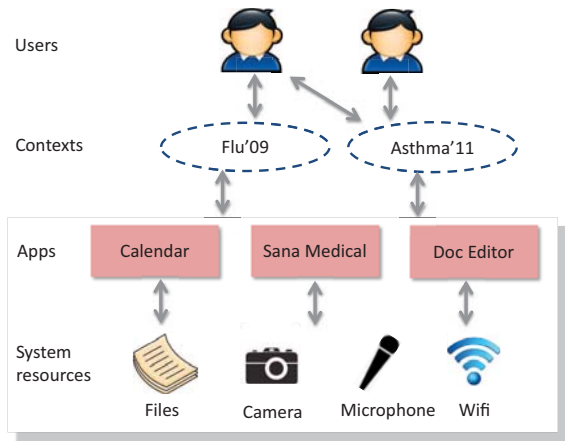 Users
Contexts
Flu’09
Asthma’11
Apps
Calendar
Sana Medical
Doc Editor
System
resources
Files
Camera
Microphone
Wifi